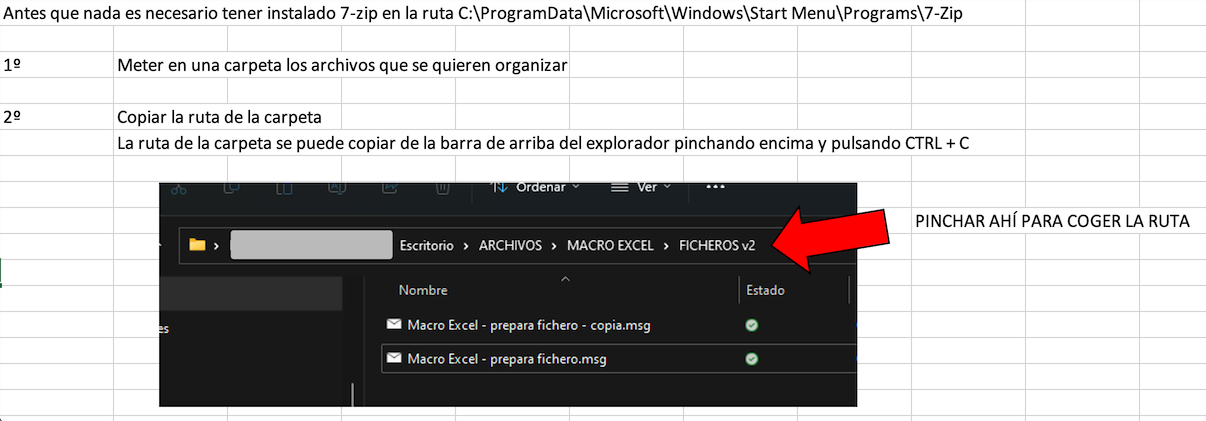 Antes que nada es necesario tener instalado 7-zip en la ruta C:\ProgramData\Microsoft\Windows\Start Menu\Programs\7-Zip
1º Meter en una carpeta los archivos que se quieren organizar
2º Copiar la ruta de la carpeta
La ruta de la carpeta se puede copiar de la barra de arriba del explorador pinchando encima y pulsando CTRL + C
Ordenar Ver
PINCHAR AHÍ PARA COGER LA RUTA
Escritorio > ARCHIVOS > MACRO EXCEL > FICHEROS v2
Nombre Estado
Macro Excel - prepara fichero - copia.msg
es
Macro Excel - prepara fichero.msg